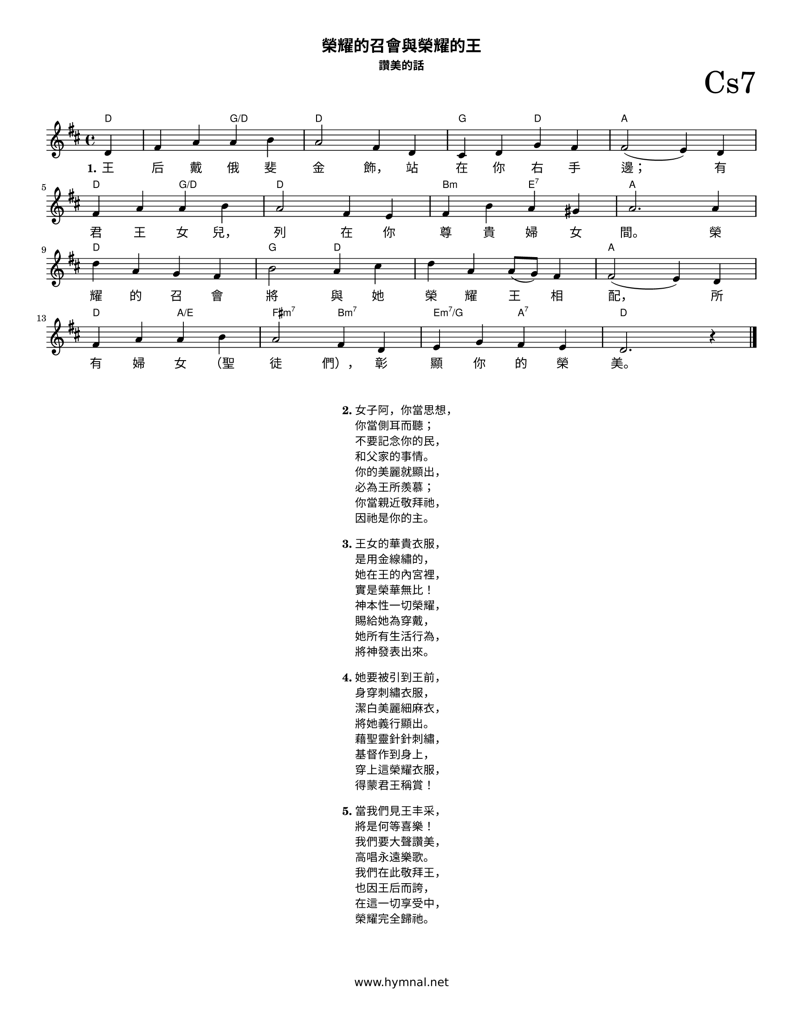 榮耀的召會與榮耀的王
讚美的話
Cs7
D G/D D G D A
1. 王 后 戴 俄 斐 金 飾， 站 在 你 右 手 邊； 有
5 D G/D D Bm E7 A
君 王 女 兒， 列 在 你 尊 貴 婦 女 間。 榮
9 D G D A
耀 的 召 會 將 與 她 榮 耀 王 相 配， 所
13 D A/E F♯m7 Bm7 Em7/G A7 D
有 婦 女 （聖 徒 們）， 彰 顯 你 的 榮 美。
2. 女子阿，你當思想，
你當側耳而聽；
不要記念你的民，
和父家的事情。
你的美麗就顯出，
必為王所羨慕；
你當親近敬拜祂，
因祂是你的主。
3. 王女的華貴衣服，
是用金線繡的，
她在王的內宮裡，
實是榮華無比！
神本性一切榮耀，
賜給她為穿戴，
她所有生活行為，
將神發表出來。
4. 她要被引到王前，
身穿刺繡衣服，
潔白美麗細麻衣，
將她義行顯出。
藉聖靈針針刺繡，
基督作到身上，
穿上這榮耀衣服，
得蒙君王稱賞！
5. 當我們見王丰采，
將是何等喜樂！
我們要大聲讚美，
高唱永遠樂歌。
我們在此敬拜王，
也因王后而誇，
在這一切享受中，
榮耀完全歸祂。
www.hymnal.net